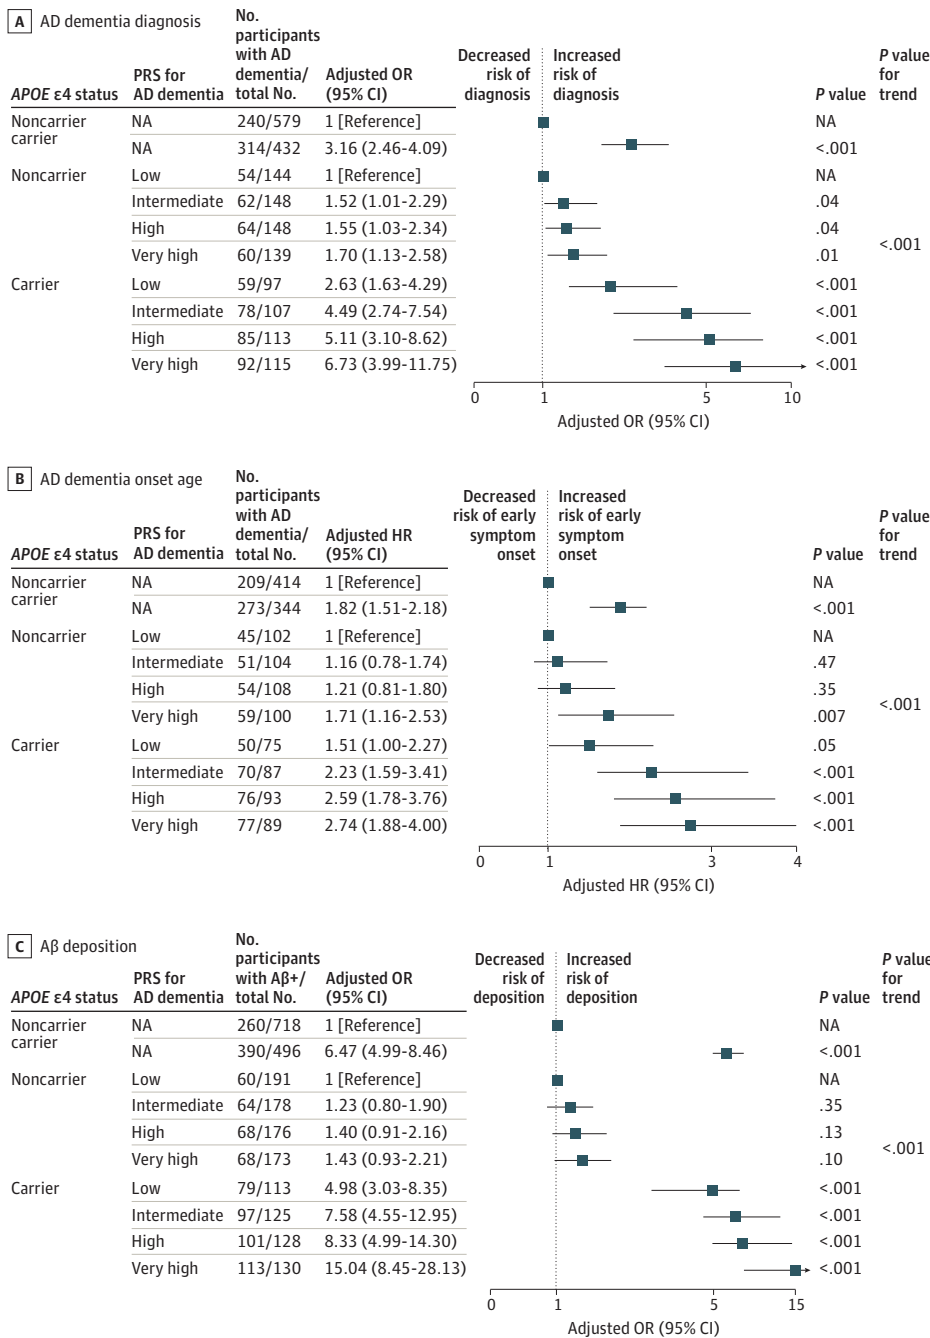 A AD dementia diagnosis
APOE ε4 status PRS for AD dementia No. participants with AD dementia/ total No. Adjusted OR (95% CI) Decreased risk of diagnosis Increased risk of diagnosis P value P value for trend
Noncarrier NA 240/579 1 [Reference] NA
carrier NA 314/432 3.16 (2.46-4.09) <.001
Noncarrier Low 54/144 1 [Reference] NA
Intermediate 62/148 1.52 (1.01-2.29) .04
High 64/148 1.55 (1.03-2.34) .04
Very high 60/139 1.70 (1.13-2.58) .01
<.001
Carrier Low 59/97 2.63 (1.63-4.29) <.001
Intermediate 78/107 4.49 (2.74-7.54) <.001
High 85/113 5.11 (3.10-8.62) <.001
Very high 92/115 6.73 (3.99-11.75) <.001
0 1 5 10
Adjusted OR (95% CI)
B AD dementia onset age
APOE ε4 status PRS for AD dementia No. participants with AD dementia/ total No. Adjusted HR (95% CI) Decreased risk of early symptom onset Increased risk of early symptom onset P value P value for trend
Noncarrier NA 209/414 1 [Reference] NA
carrier NA 273/344 1.82 (1.51-2.18) <.001
Noncarrier Low 45/102 1 [Reference] NA
Intermediate 51/104 1.16 (0.78-1.74) .47
High 54/108 1.21 (0.81-1.80) .35
Very high 59/100 1.71 (1.16-2.53) .007
<.001
Carrier Low 50/75 1.51 (1.00-2.27) .05
Intermediate 70/87 2.23 (1.59-3.41) <.001
High 76/93 2.59 (1.78-3.76) <.001
Very high 77/89 2.74 (1.88-4.00) <.001
0 1 3 4
Adjusted HR (95% CI)
C Aβ deposition
APOE ε4 status PRS for AD dementia No. participants with Aβ+/ total No. Adjusted OR (95% CI) Decreased risk of deposition Increased risk of deposition P value P value for trend
Noncarrier NA 260/718 1 [Reference] NA
carrier NA 390/496 6.47 (4.99-8.46) <.001
Noncarrier Low 60/191 1 [Reference] NA
Intermediate 64/178 1.23 (0.80-1.90) .35
High 68/176 1.40 (0.91-2.16) .13
Very high 68/173 1.43 (0.93-2.21) .10
<.001
Carrier Low 79/113 4.98 (3.03-8.35) <.001
Intermediate 97/125 7.58 (4.55-12.95) <.001
High 101/128 8.33 (4.99-14.30) <.001
Very high 113/130 15.04 (8.45-28.13) <.001
0 1 5 15
Adjusted OR (95% CI)